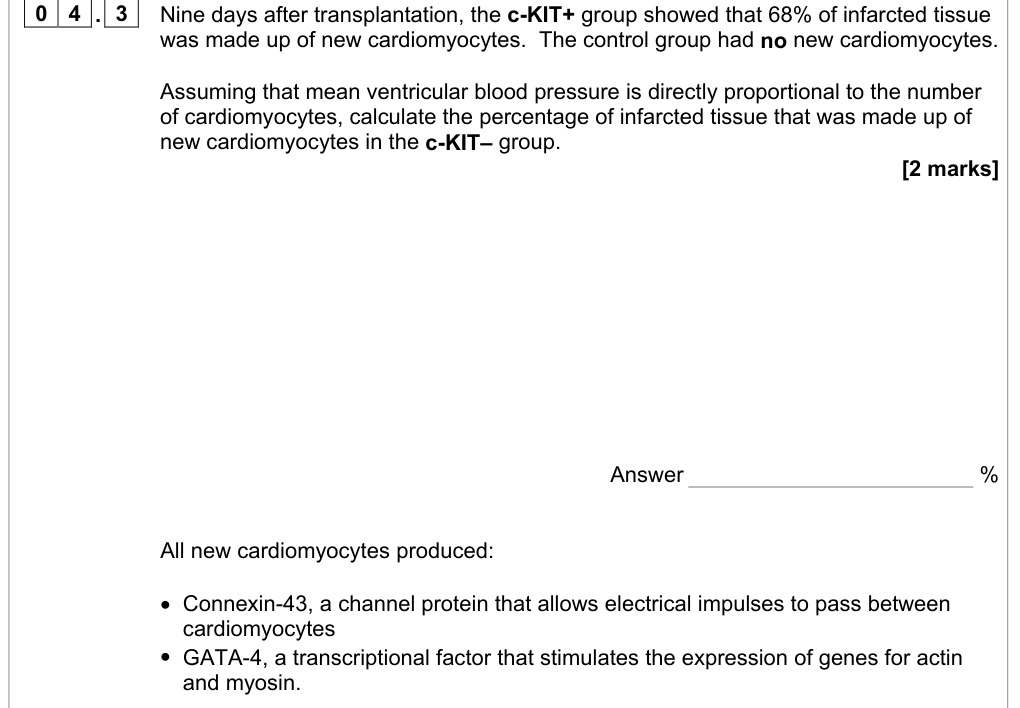 04.3 Nine days after transplantation, the c-KIT+ group showed that 68% of infarcted tissue
was made up of new cardiomyocytes. The control group had no new cardiomyocytes.
Assuming that mean ventricular blood pressure is directly proportional to the number
of cardiomyocytes, calculate the percentage of infarcted tissue that was made up of
new cardiomyocytes in the c-KIT– group.
[2 marks]
Answer %
All new cardiomyocytes produced:
• Connexin-43, a channel protein that allows electrical impulses to pass between
cardiomyocytes
• GATA-4, a transcriptional factor that stimulates the expression of genes for actin
and myosin.